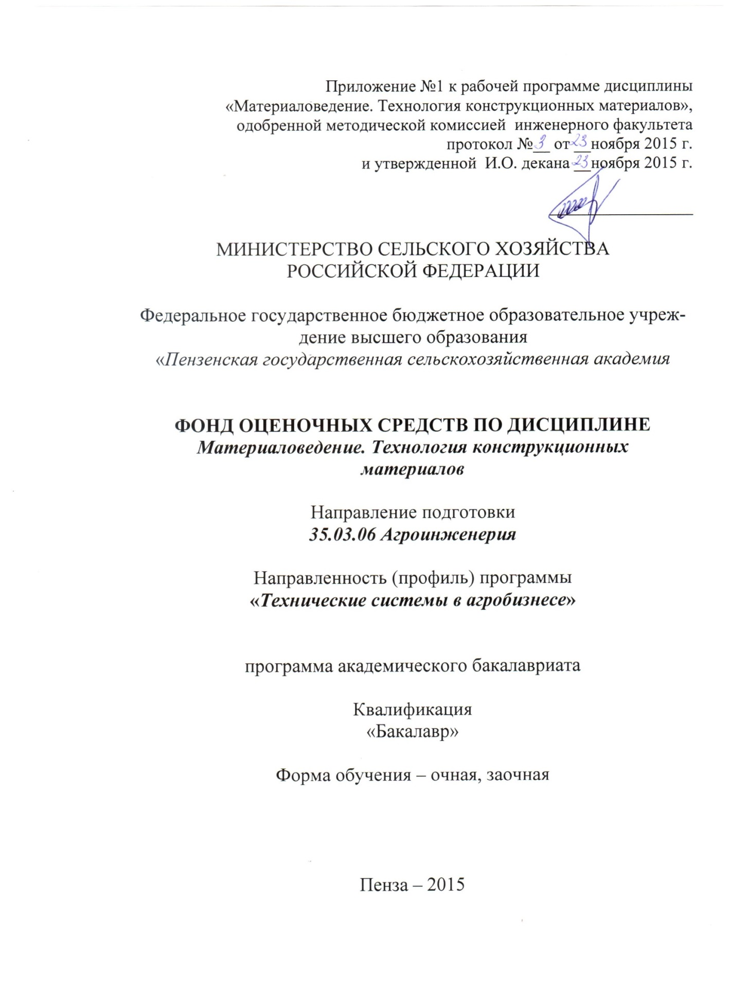 Приложение №1 к рабочей программе дисциплины
«Материаловедение. Технология конструкционных материалов»,
одобренной методической комиссией инженерного факультета
протокол № 3 от 23 ноября 2015 г.
и утвержденной И.О. декана 23 ноября 2015 г.
МИНИСТЕРСТВО СЕЛЬСКОГО ХОЗЯЙСТВА
РОССИЙСКОЙ ФЕДЕРАЦИИ
Федеральное государственное бюджетное образовательное учреж-
дение высшего образования
«Пензенская государственная сельскохозяйственная академия
ФОНД ОЦЕНОЧНЫХ СРЕДСТВ ПО ДИСЦИПЛИНЕ
Материаловедение. Технология конструкционных
материалов
Направление подготовки
35.03.06 Агроинженерия
Направленность (профиль) программы
«Технические системы в агробизнесе»
программа академического бакалавриата
Квалификация
«Бакалавр»
Форма обучения – очная, заочная
Пенза – 2015